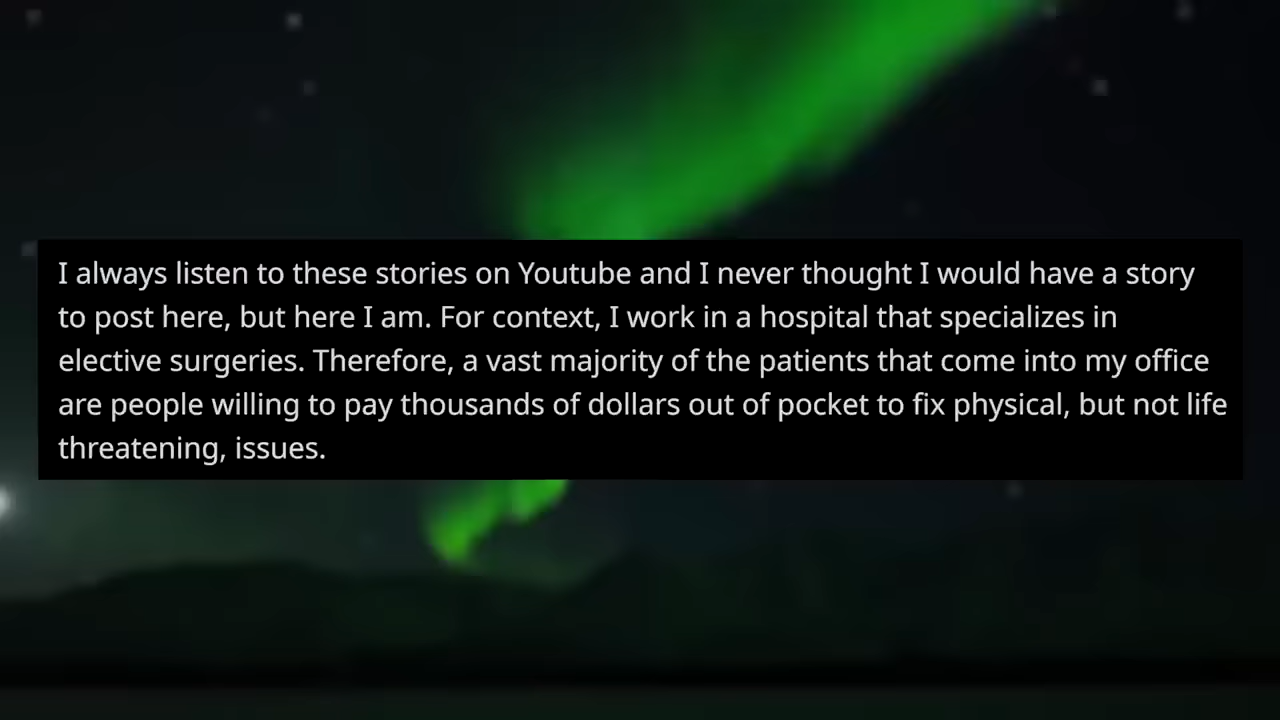 I always listen to these stories on Youtube and I never thought I would have a story
to post here, but here I am. For context, I work in a hospital that specializes in
elective surgeries. Therefore, a vast majority of the patients that come into my office
are people willing to pay thousands of dollars out of pocket to fix physical, but not life
threatening, issues.